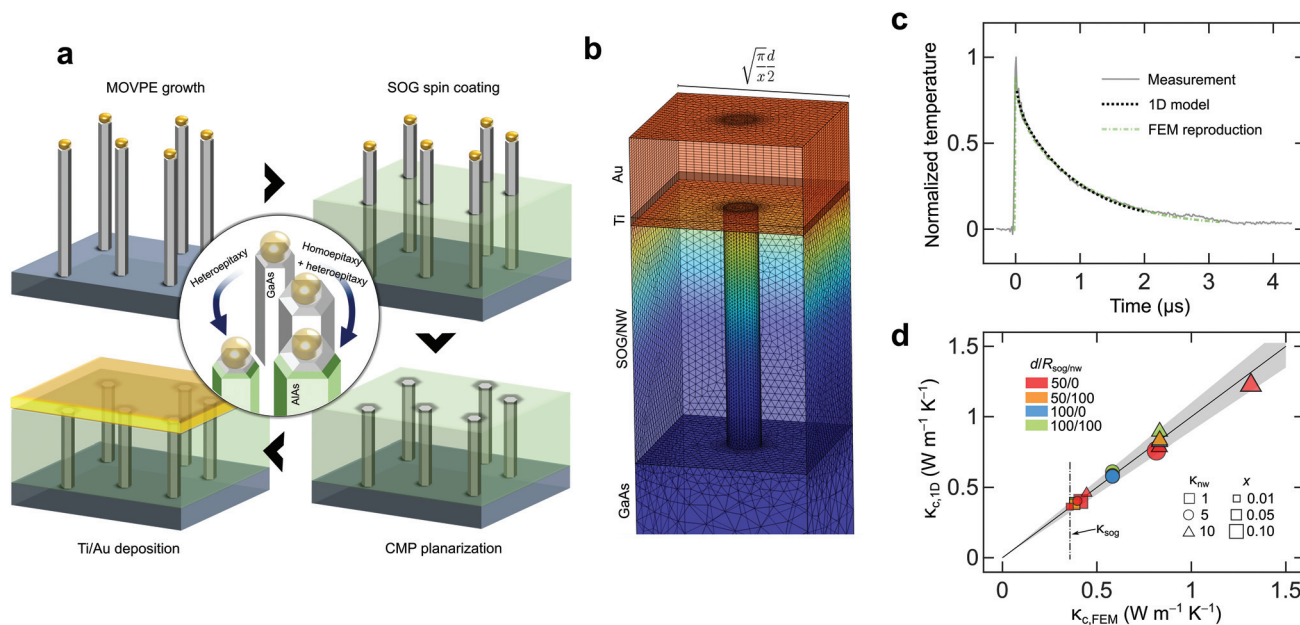 a
MOVPE growth
SOG spin coating
Heteroepitaxy
GaAs
Homoepitaxy
+ heteroepitaxy
AlAs
Ti/Au deposition
CMP planarization
b
√(π/x) d/2
Au
Ti
SOG/NW
GaAs
c
Normalized temperature
1
0.5
0
Measurement
1D model
FEM reproduction
0 1 2 3 4
Time (µs)
d
κc,1D (W m−1 K−1)
1.5
1.0
0.5
0
d/Rsog/nw
50/0
50/100
100/0
100/100
κsog
κnw
1
5
10
x
0.01
0.05
0.10
0 0.5 1 1.5
κc,FEM (W m−1 K−1)